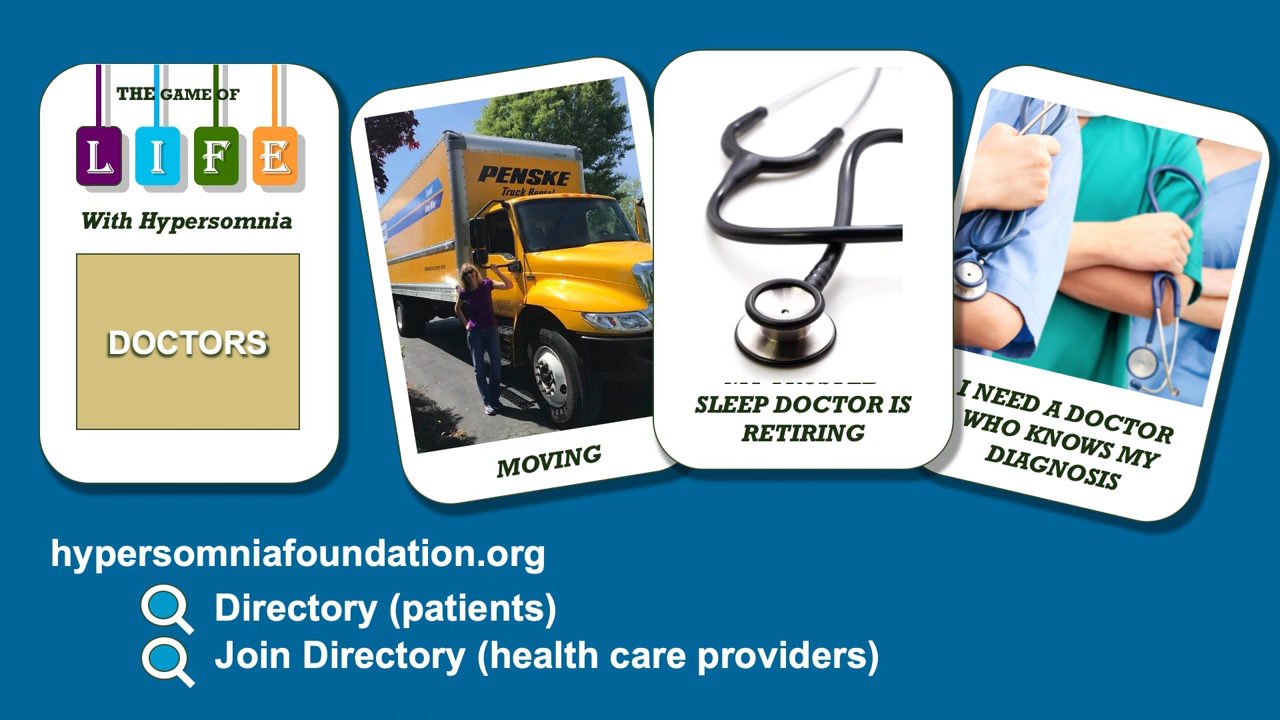 THE GAME OF
LIFE
With Hypersomnia
DOCTORS
PENSKE
Truck Rental
MOVING
SLEEP DOCTOR IS
RETIRING
I NEED A DOCTOR
WHO KNOWS MY
DIAGNOSIS
hypersomniafoundation.org
Directory (patients)
Join Directory (health care providers)